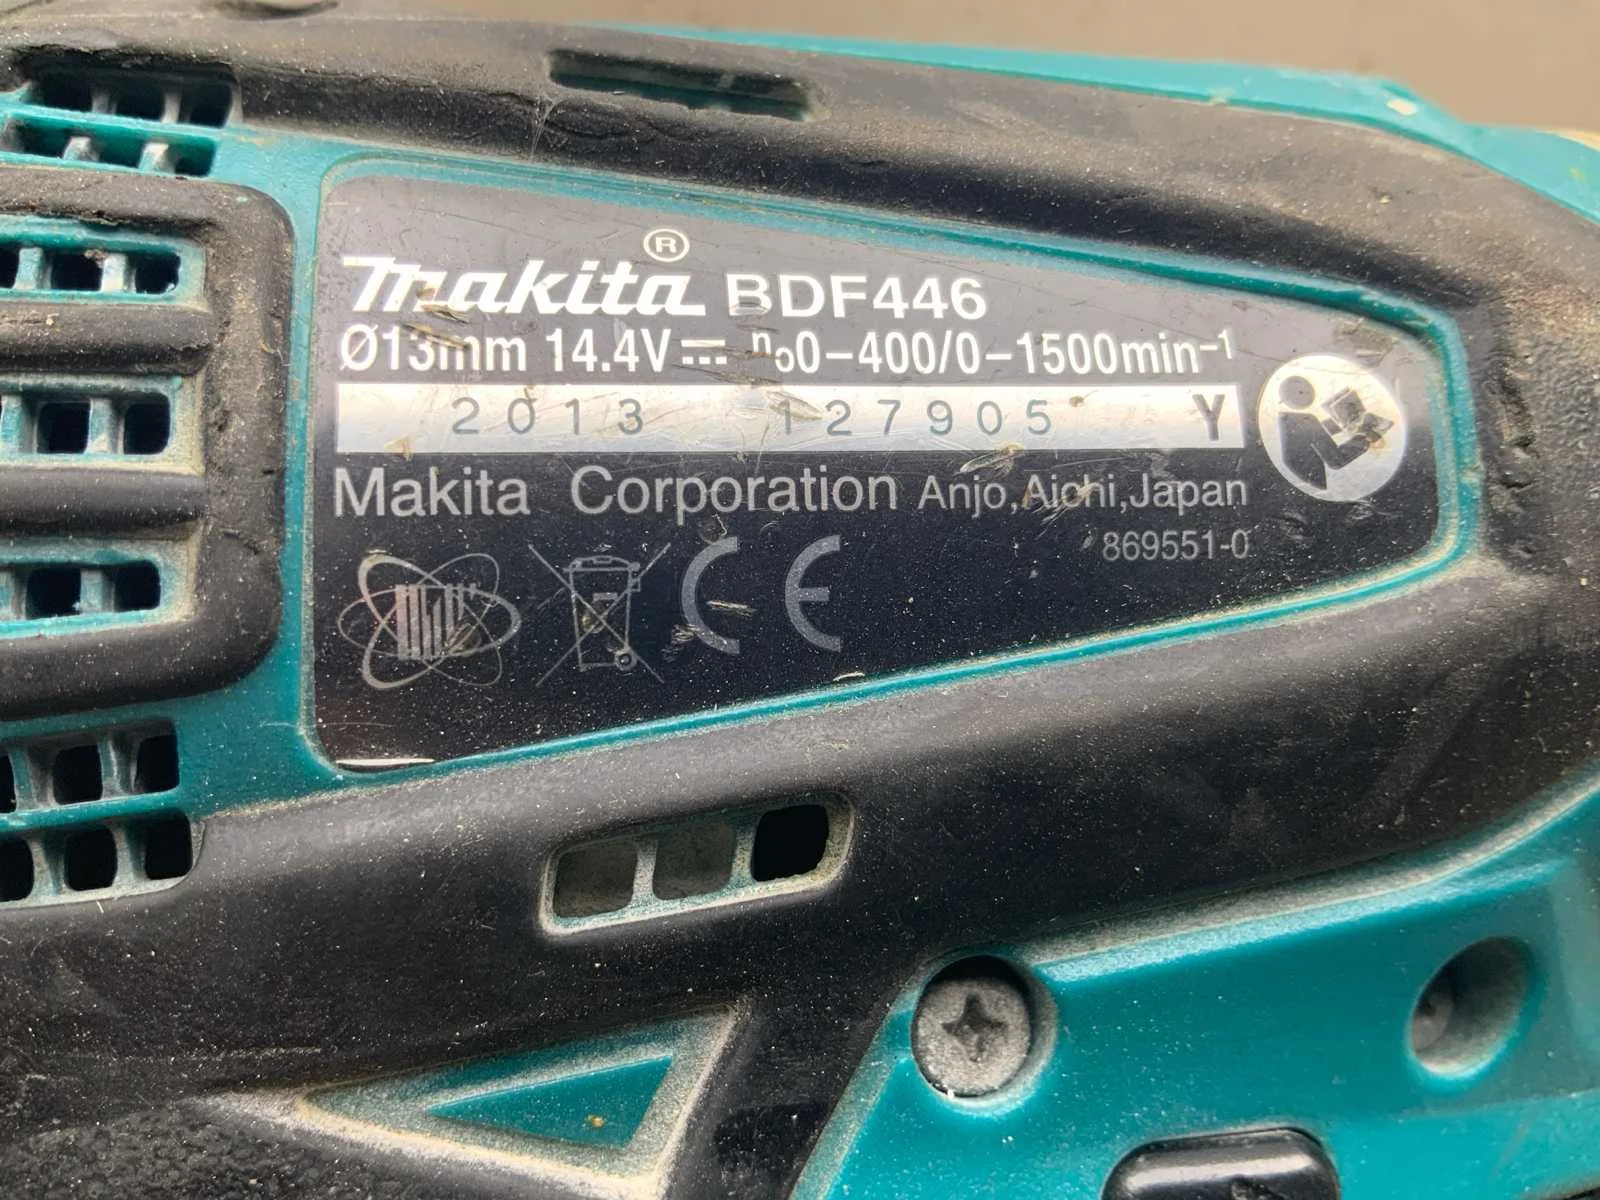 makita® BDF446
Ø13mm 14.4V⎓ n₀0–400/0–1500min⁻¹
2013 127905 Y
Makita Corporation Anjo,Aichi,Japan
869551-0
CE